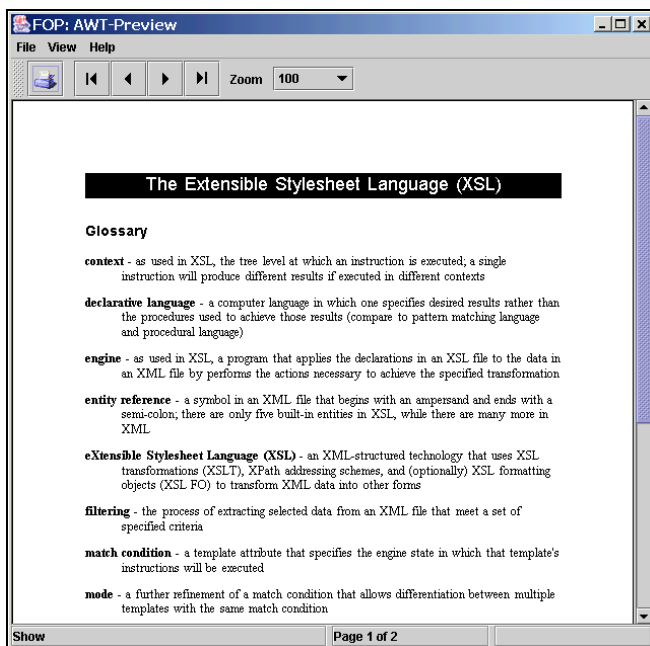 FOP: AWT-Preview
File View Help
Zoom 100
The Extensible Stylesheet Language (XSL)
Glossary
context - as used in XSL, the tree level at which an instruction is executed; a single
instruction will produce different results if executed in different contexts
declarative language - a computer language in which one specifies desired results rather than
the procedures used to achieve those results (compare to pattern matching language
and procedural language)
engine - as used in XSL, a program that applies the declarations in an XSL file to the data in
an XML file by performs the actions necessary to achieve the specified transformation
entity reference - a symbol in an XML file that begins with an ampersand and ends with a
semi-colon; there are only five built-in entities in XSL, while there are many more in
XML
eXtensible Stylesheet Language (XSL) - an XML-structured technology that uses XSL
transformations (XSLT), XPath addressing schemes, and (optionally) XSL formatting
objects (XSL FO) to transform XML data into other forms
filtering - the process of extracting selected data from an XML file that meet a set of
specified criteria
match condition - a template attribute that specifies the engine state in which that template's
instructions will be executed
mode - a further refinement of a match condition that allows differentiation between multiple
templates with the same match condition
Show Page 1 of 2